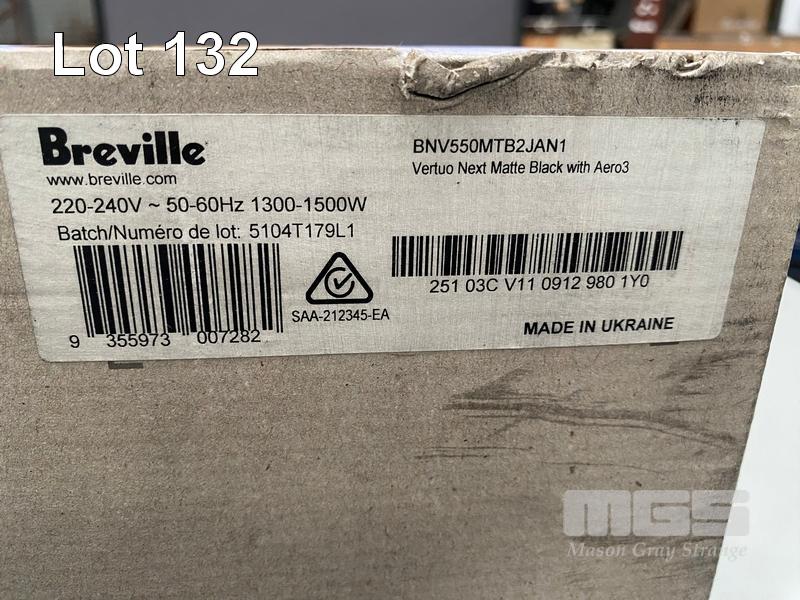 Lot 132
Breville
www.breville.com
220-240V ~ 50-60Hz 1300-1500W
Batch/Numéro de lot: 5104T179L1
9 355973 007282
SAA-212345-EA
BNV550MTB2JAN1
Vertuo Next Matte Black with Aero3
251 03C V11 0912 980 1Y0
MADE IN UKRAINE
MGS
Mason Gray Strange